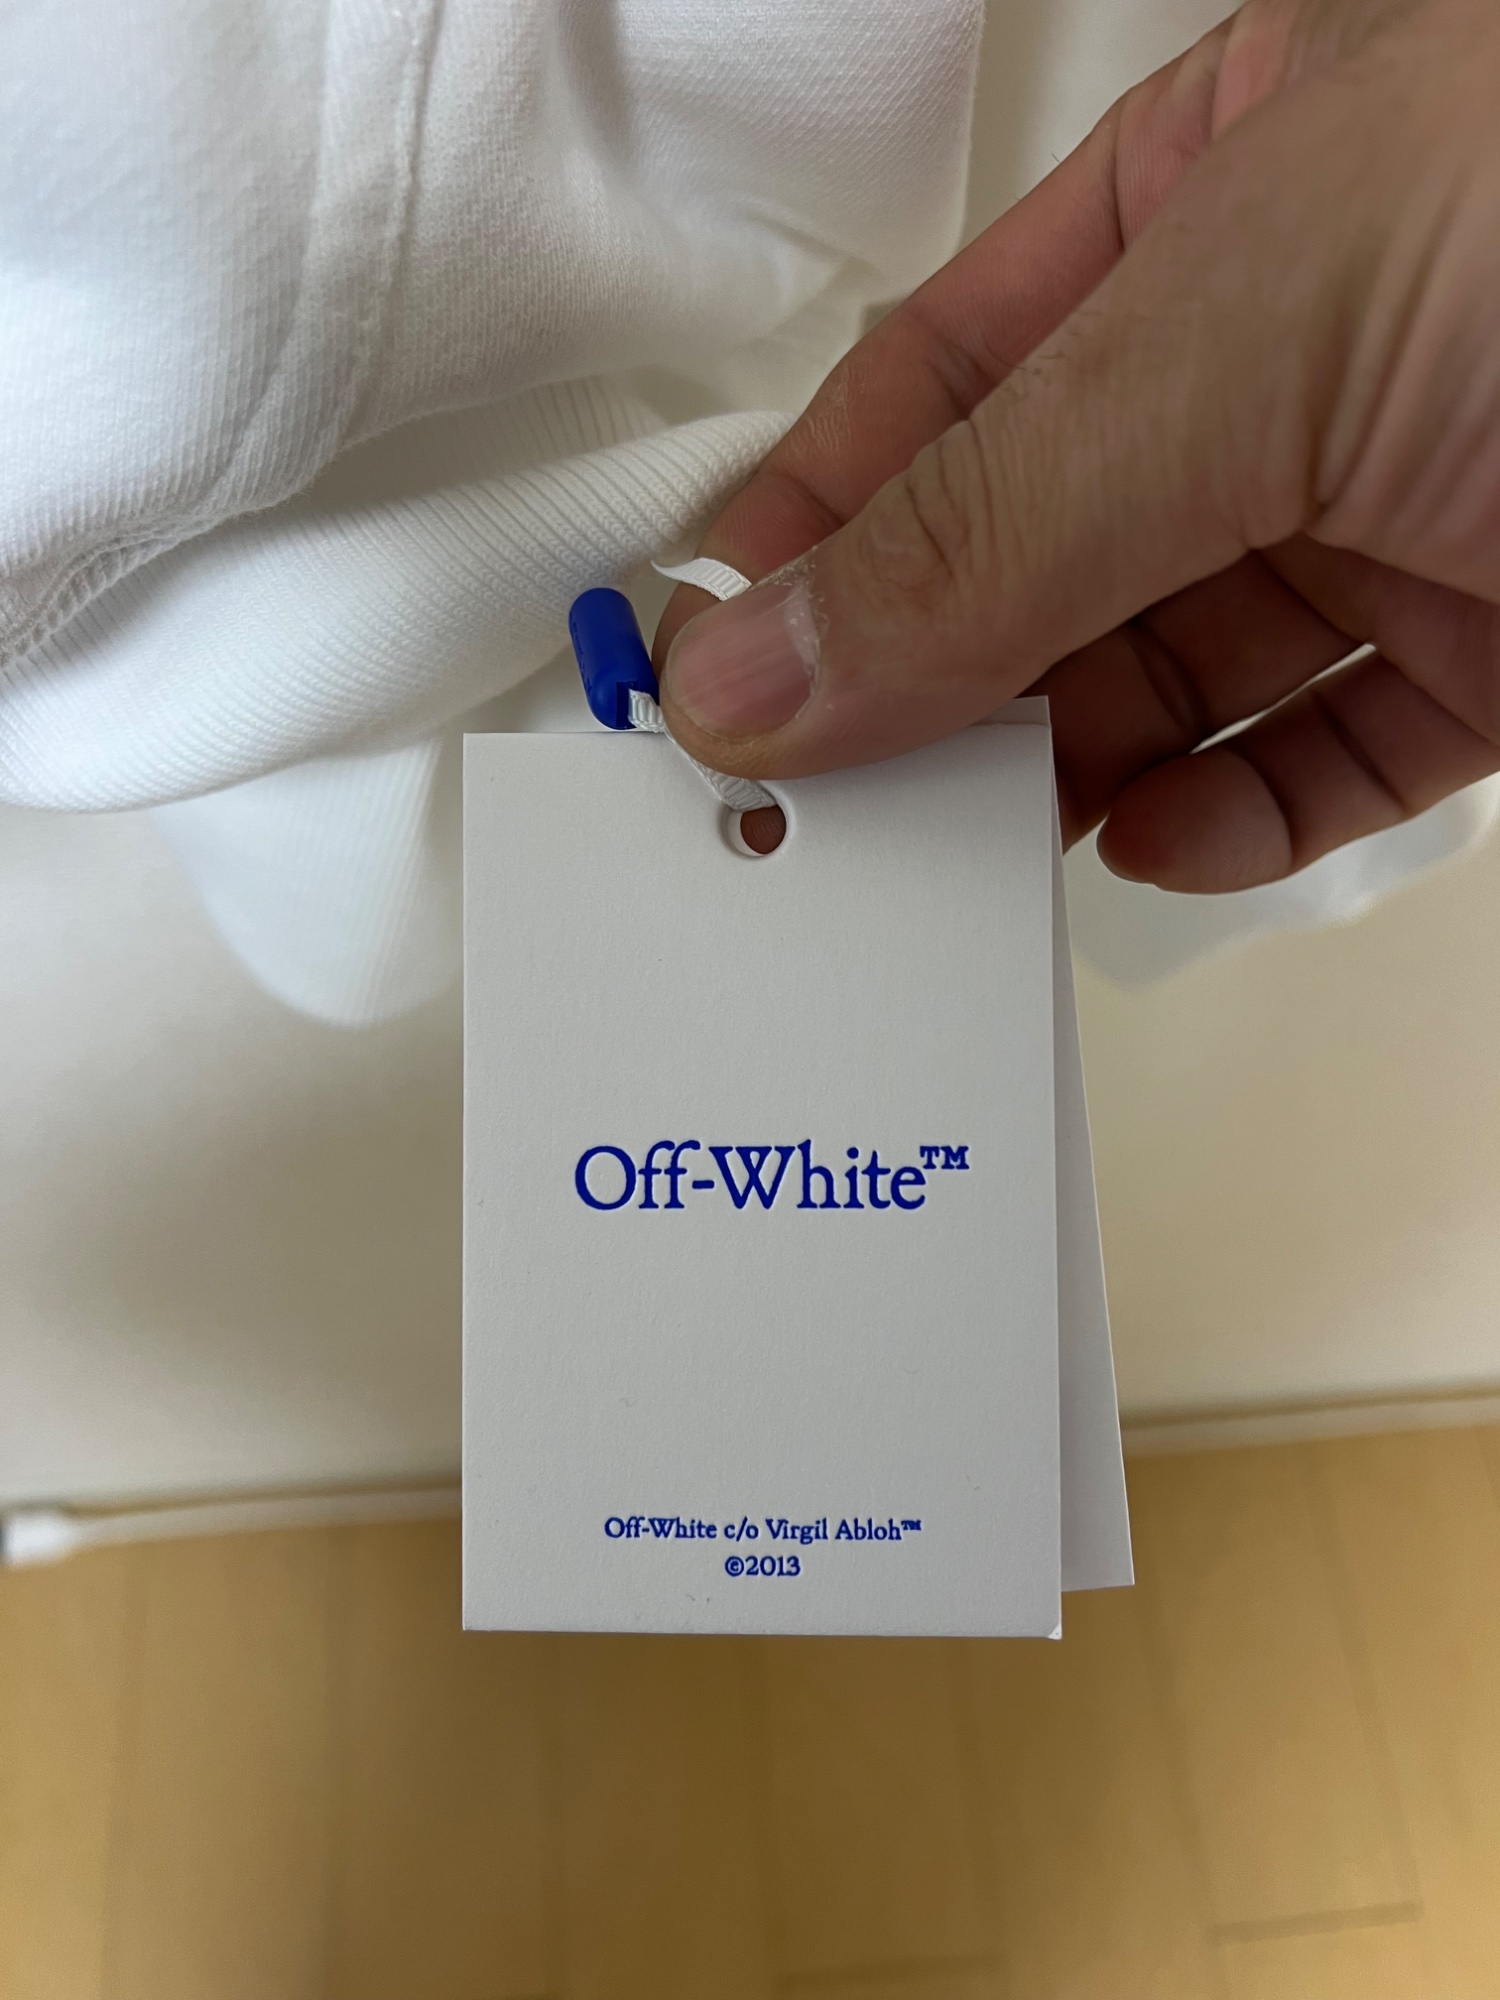 Off-White™
Off-White c/o Virgil Abloh™
©2013